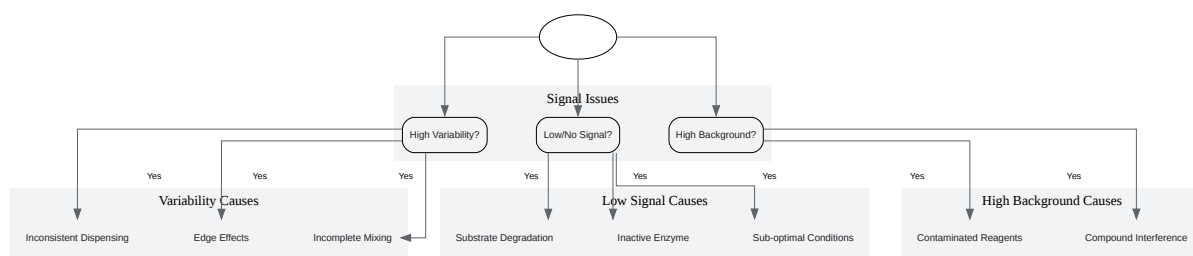 Signal Issues
High Variability?
Low/No Signal?
High Background?
Yes
Yes
Yes
Yes
Yes
Yes
Yes
Yes
Variability Causes
Low Signal Causes
High Background Causes
Inconsistent Dispensing
Edge Effects
Incomplete Mixing
Substrate Degradation
Inactive Enzyme
Sub-optimal Conditions
Contaminated Reagents
Compound Interference